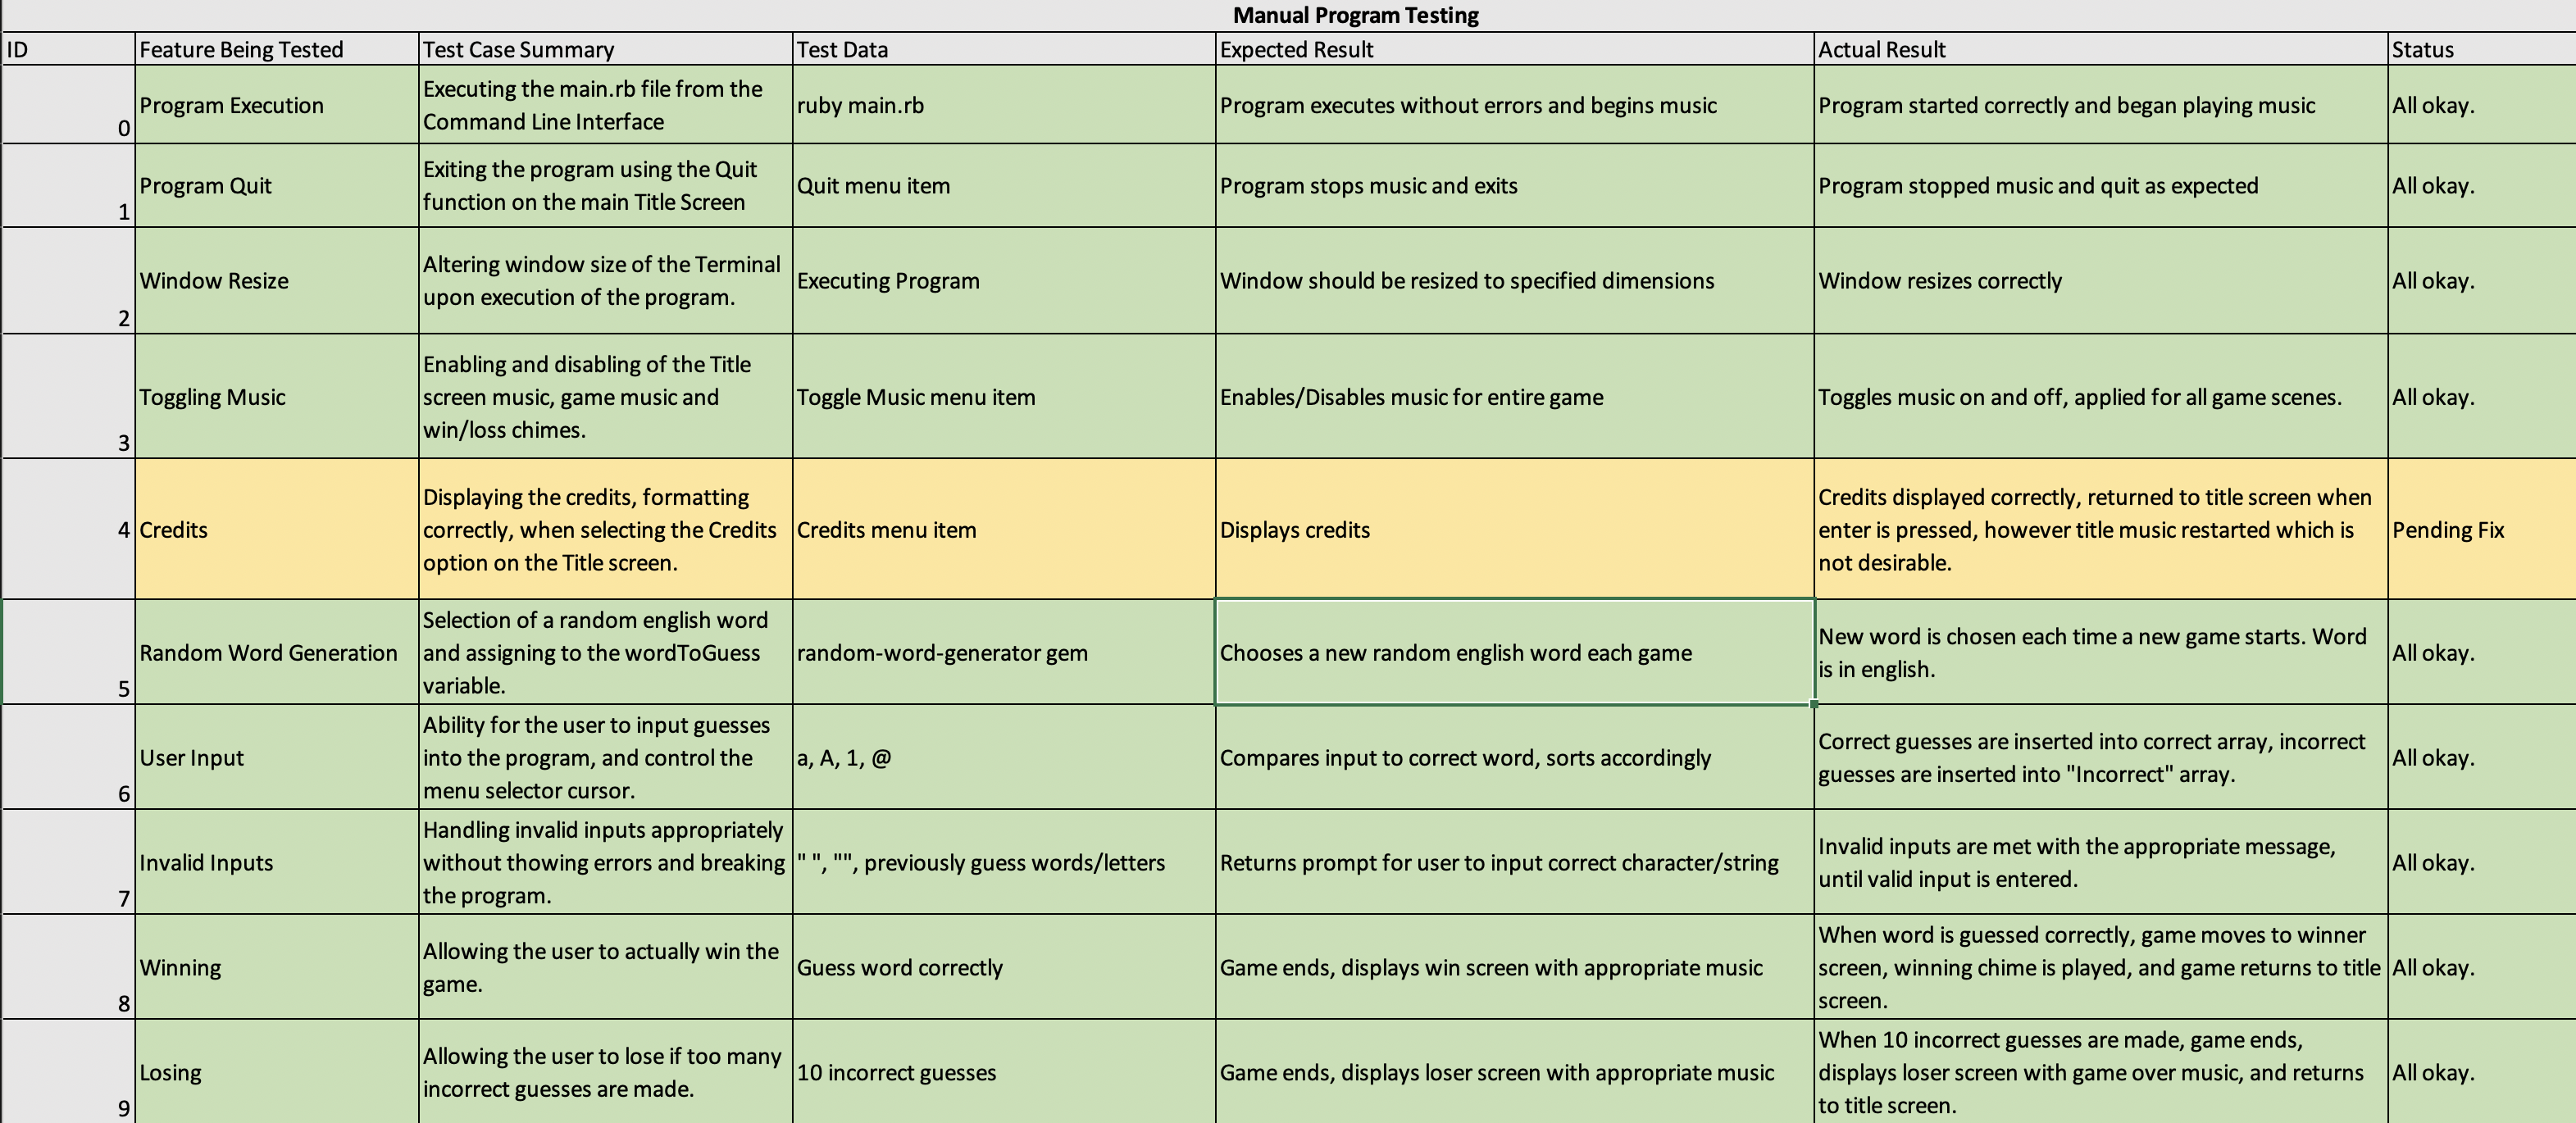 Manual Program Testing
ID Feature Being Tested Test Case Summary Test Data Expected Result Actual Result Status
0 Program Execution Executing the main.rb file from the Command Line Interface ruby main.rb Program executes without errors and begins music Program started correctly and began playing music All okay.
1 Program Quit Exiting the program using the Quit function on the main Title Screen Quit menu item Program stops music and exits Program stopped music and quit as expected All okay.
2 Window Resize Altering window size of the Terminal upon execution of the program. Executing Program Window should be resized to specified dimensions Window resizes correctly All okay.
3 Toggling Music Enabling and disabling of the Title screen music, game music and win/loss chimes. Toggle Music menu item Enables/Disables music for entire game Toggles music on and off, applied for all game scenes. All okay.
4 Credits Displaying the credits, formatting correctly, when selecting the Credits option on the Title screen. Credits menu item Displays credits Credits displayed correctly, returned to title screen when enter is pressed, however title music restarted which is not desirable. Pending Fix
5 Random Word Generation Selection of a random english word and assigning to the wordToGuess variable. random-word-generator gem Chooses a new random english word each game New word is chosen each time a new game starts. Word is in english. All okay.
6 User Input Ability for the user to input guesses into the program, and control the menu selector cursor. a, A, 1, @ Compares input to correct word, sorts accordingly Correct guesses are inserted into correct array, incorrect guesses are inserted into "Incorrect" array. All okay.
7 Invalid Inputs Handling invalid inputs appropriately without thowing errors and breaking the program. " ", "", previously guess words/letters Returns prompt for user to input correct character/string Invalid inputs are met with the appropriate message, until valid input is entered. All okay.
8 Winning Allowing the user to actually win the game. Guess word correctly Game ends, displays win screen with appropriate music When word is guessed correctly, game moves to winner screen, winning chime is played, and game returns to title screen. All okay.
9 Losing Allowing the user to lose if too many incorrect guesses are made. 10 incorrect guesses Game ends, displays loser screen with appropriate music When 10 incorrect guesses are made, game ends, displays loser screen with game over music, and returns to title screen. All okay.